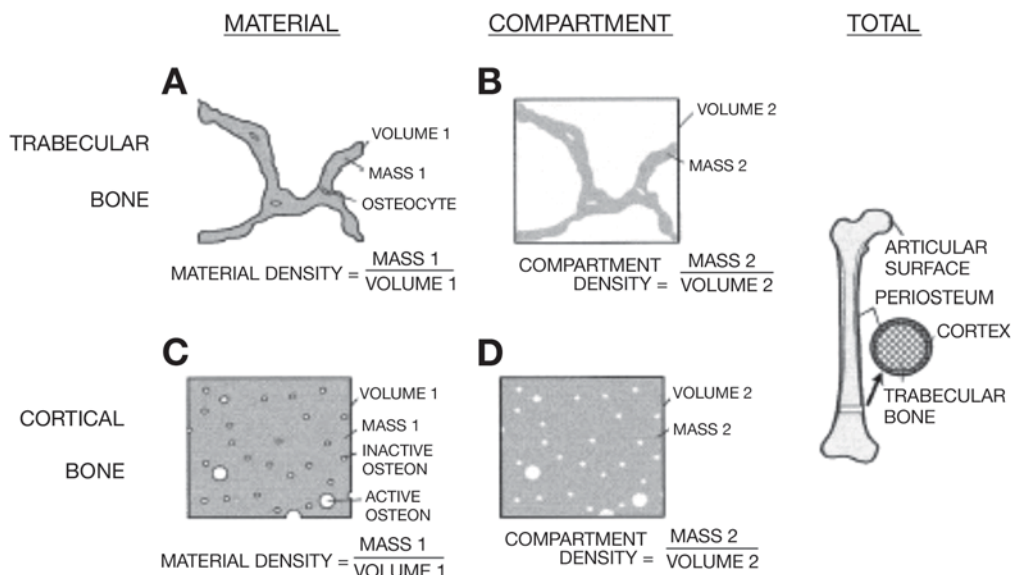 MATERIAL
COMPARTMENT
TOTAL
TRABECULAR
BONE
A
VOLUME 1
MASS 1
OSTEOCYTE
MATERIAL DENSITY = MASS 1
VOLUME 1
B
VOLUME 2
MASS 2
COMPARTMENT
DENSITY = MASS 2
VOLUME 2
ARTICULAR
SURFACE
PERIOSTEUM
CORTEX
TRABECULAR
BONE
CORTICAL
BONE
C
VOLUME 1
MASS 1
INACTIVE
OSTEON
ACTIVE
OSTEON
MATERIAL DENSITY = MASS 1
VOLUME 1
D
VOLUME 2
MASS 2
COMPARTMENT
DENSITY = MASS 2
VOLUME 2